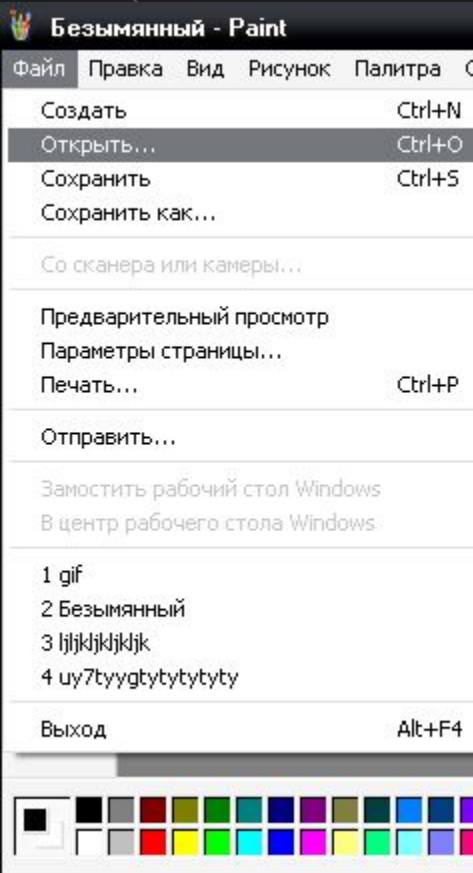 Безымянный - Paint
Файл Правка Вид Рисунок Палитра
Создать Ctrl+N
Открыть... Ctrl+O
Сохранить Ctrl+S
Сохранить как...
Со сканера или камеры...
Предварительный просмотр
Параметры страницы...
Печать... Ctrl+P
Отправить...
Замостить рабочий стол Windows
В центр рабочего стола Windows
1 gif
2 Безымянный
3 ljljkljkljkljk
4 uy7tyygtytytytyty
Выход Alt+F4